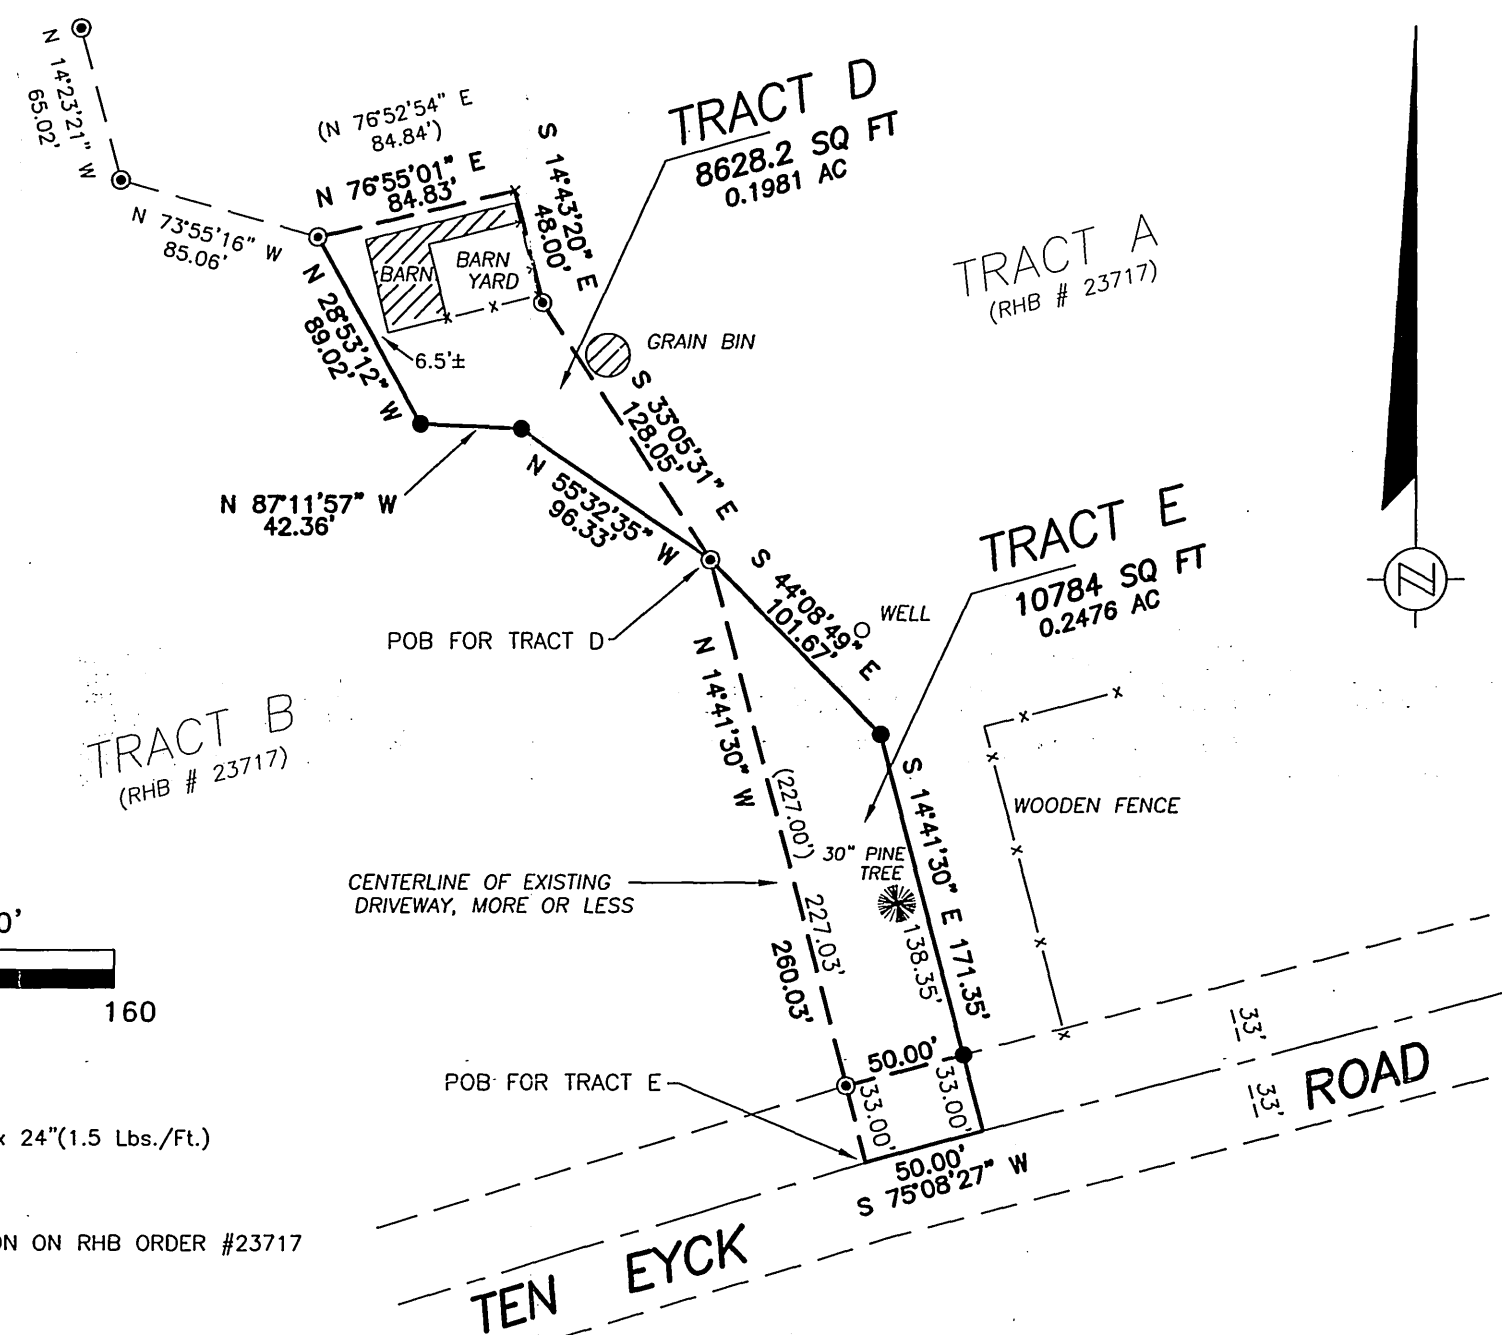 N 14°23'21" W
65.02'
(N 76°52'54" E
84.84')
N 76°55'01" E
84.83'
S 14°43'20" E
48.00'
TRACT D
8628.2 SQ FT
0.1981 AC
N 73°55'16" W
85.06'
BARN
BARN
YARD
TRACT A
(RHB # 23717)
N 28°53'12" W
89.02'
6.5'±
GRAIN BIN
S 33°05'31" E
128.05'
N 87°11'57" W
42.36'
N 55°32'35" W
96.33'
TRACT E
10784 SQ FT
0.2476 AC
S 44°08'49" E
101.67'
WELL
POB FOR TRACT D
N 14°41'30" W
(227.00')
227.03'
260.03'
TRACT B
(RHB # 23717)
S 14°41'30" E 171.35'
138.35'
WOODEN FENCE
30" PINE
TREE
CENTERLINE OF EXISTING
DRIVEWAY, MORE OR LESS
0'
160
N
50.00'
33.00'
33.00'
33'
33'
POB FOR TRACT E
50.00'
S 75°08'27" W
x 24"(1.5 Lbs./Ft.)
ON ON RHB ORDER #23717
TEN EYCK ROAD